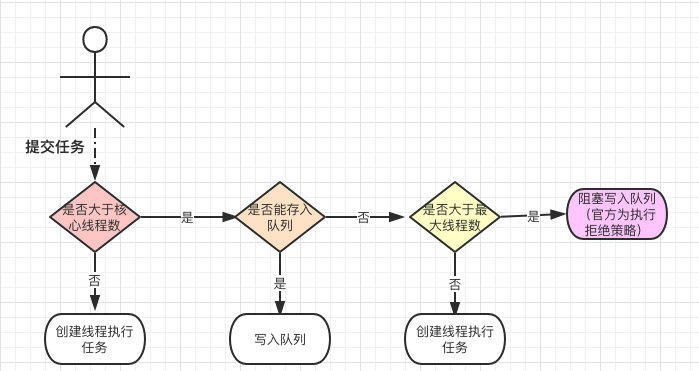 提交任务
是否大于核
心线程数
是
是否能存入
队列
否
是否大于最
大线程数
是
阻塞写入队列
（官方为执行
拒绝策略）
否
是
否
创建线程执行
任务
写入队列
创建线程执行
任务